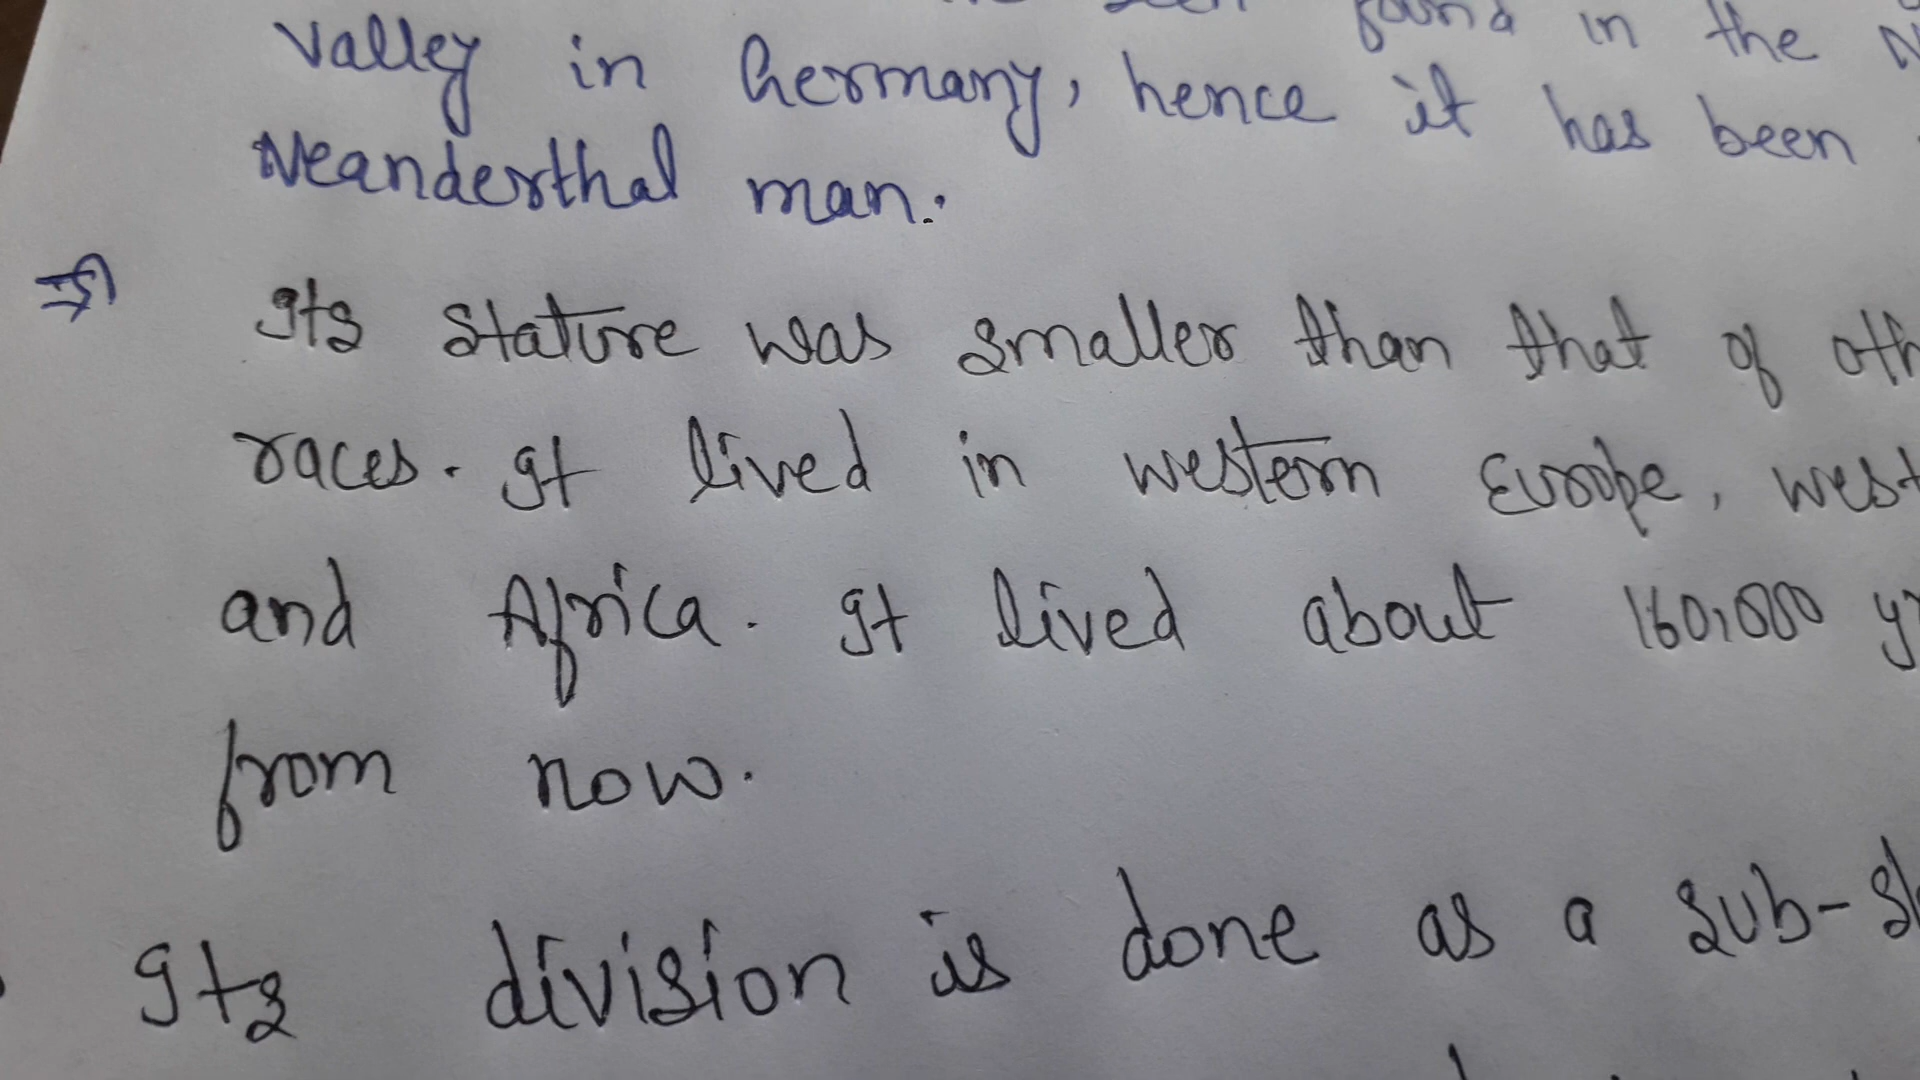 found in the
valley in Germany, hence it has been
Neanderthal man.
⇒ Its stature was smaller than that of oth
races. It lived in western Europe, west
and Africa. It lived about 160,000 yr
from now.
Its division is done as a sub-